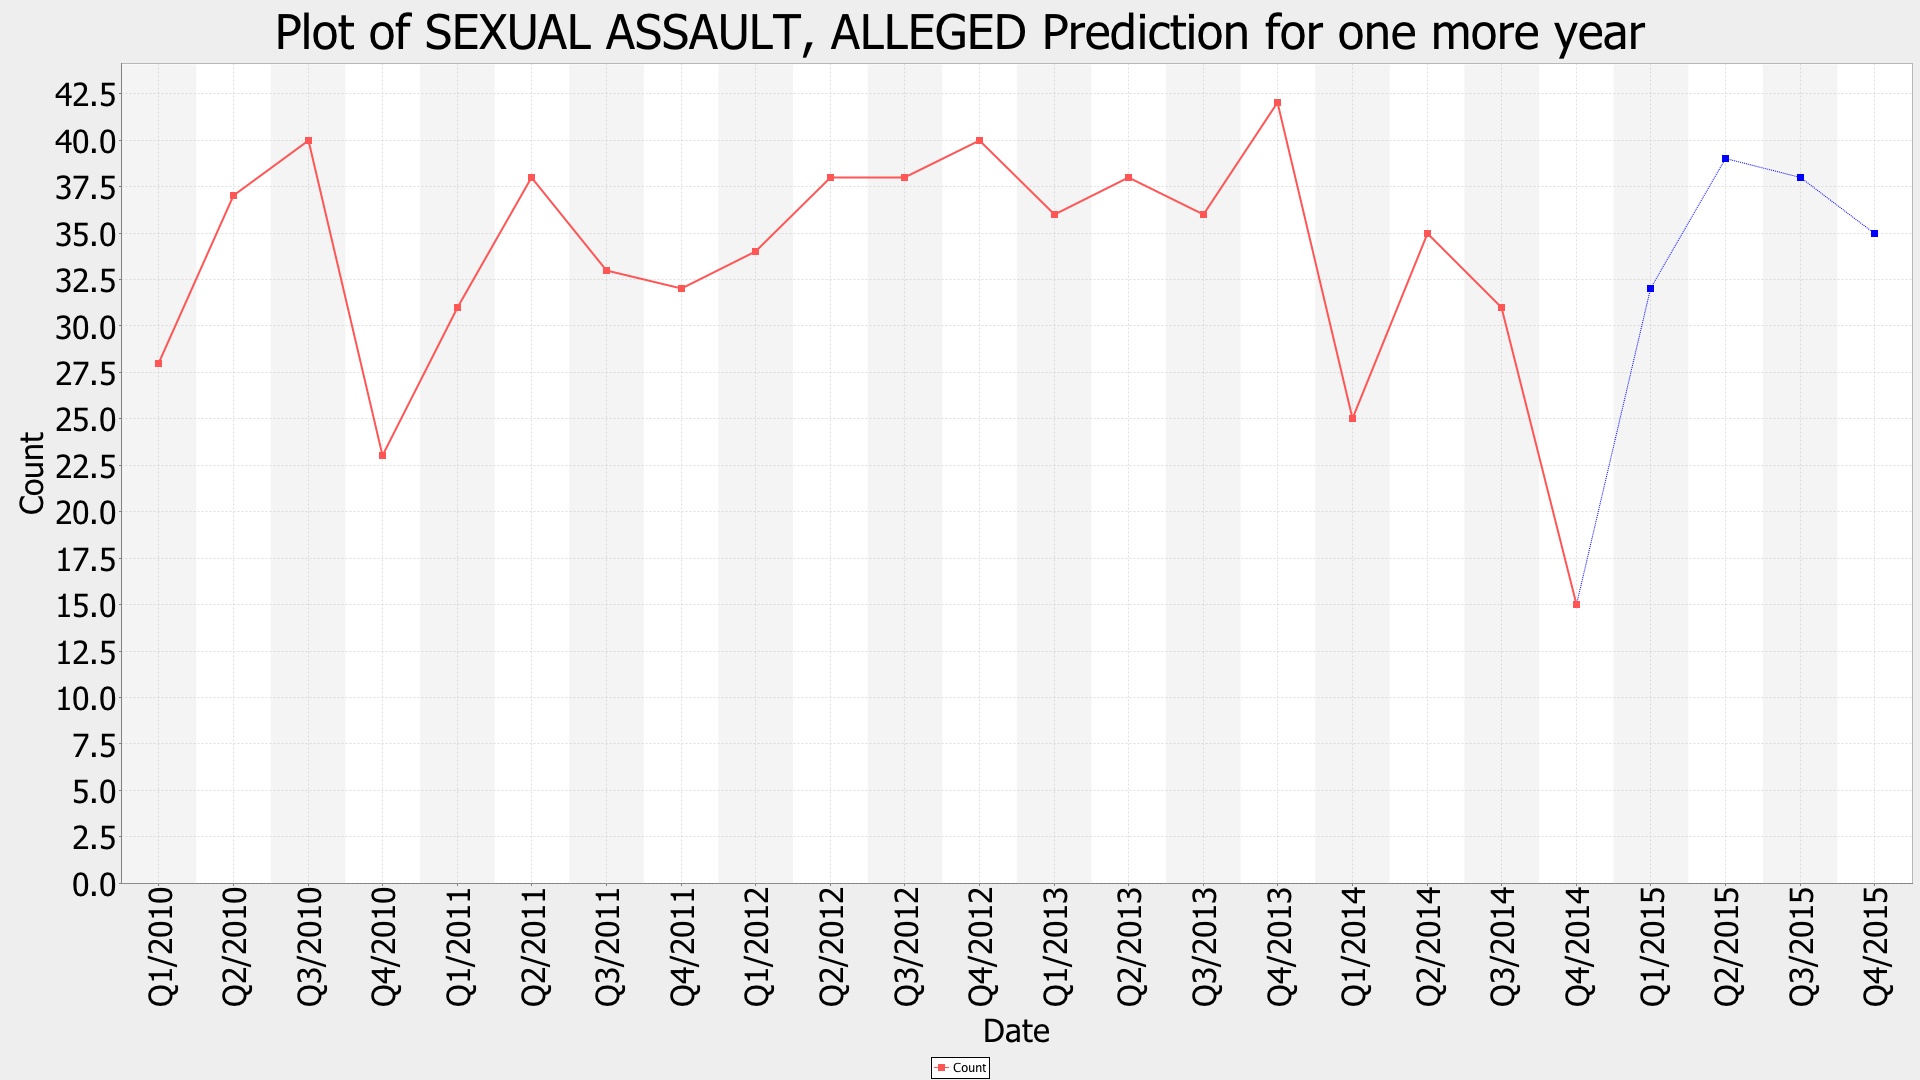 Plot of SEXUAL ASSAULT, ALLEGED Prediction for one more year
Count
42.5
40.0
37.5
35.0
32.5
30.0
27.5
25.0
22.5
20.0
17.5
15.0
12.5
10.0
7.5
5.0
2.5
0.0
Q1/2010
Q2/2010
Q3/2010
Q4/2010
Q1/2011
Q2/2011
Q3/2011
Q4/2011
Q1/2012
Q2/2012
Q3/2012
Q4/2012
Q1/2013
Q2/2013
Q3/2013
Q4/2013
Q1/2014
Q2/2014
Q3/2014
Q4/2014
Q1/2015
Q2/2015
Q3/2015
Q4/2015
Date
Count